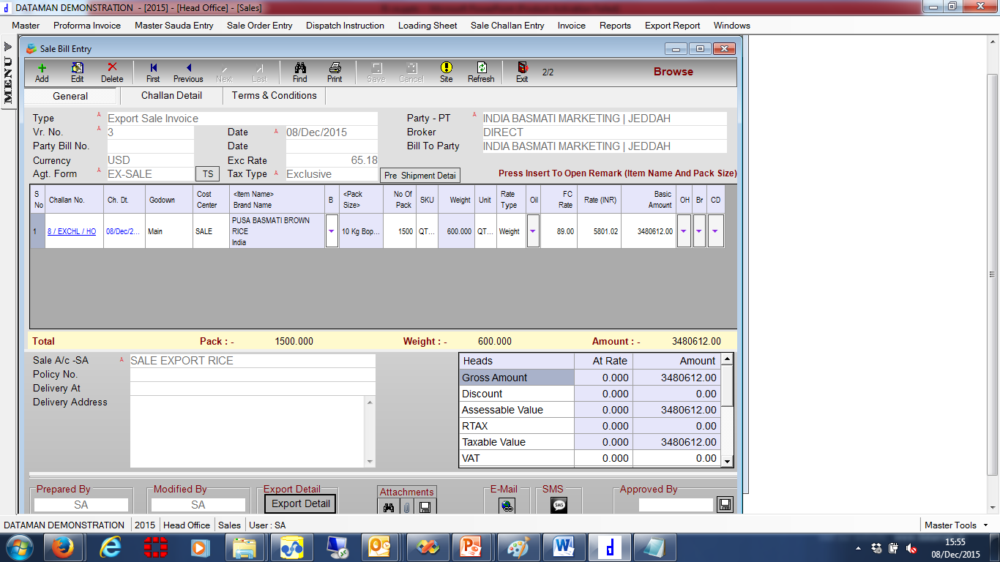 DATAMAN DEMONSTRATION - [2015] - [Head Office] - [Sales]
Master Proforma Invoice Master Sauda Entry Sale Order Entry Dispatch Instruction Loading Sheet Sale Challan Entry Invoice Reports Export Report Windows
MENU
Sale Bill Entry
Add Edit Delete First Previous Next Last Find Print Save Cancel Site Refresh Exit 2/2 Browse
General Challan Detail Terms & Conditions
Type Export Sale Invoice Party - PT INDIA BASMATI MARKETING | JEDDAH
Vr. No. 3 Date 08/Dec/2015 Broker DIRECT
Party Bill No. Date Bill To Party INDIA BASMATI MARKETING | JEDDAH
Currency USD Exc Rate 65.18
Agt. Form EX-SALE TS Tax Type Exclusive Pre Shipment Detai Press Insert To Open Remark (Item Name And Pack Size)
S No Challan No. Ch. Dt. Godown Cost Center <Item Name> Brand Name B <Pack Size> No Of Pack SKU Weight Unit Rate Type Oil FC Rate Rate (INR) Basic Amount OH Br CD
1 8 / EXCHL / HO 08/Dec/2... Main SALE PUSA BASMATI BROWN RICE India 10 Kg Bop... 1500 QT... 600.000 QT... Weight 89.00 5801.02 3480612.00
Total Pack : - 1500.000 Weight : - 600.000 Amount : - 3480612.00
Sale A/c -SA SALE EXPORT RICE
Policy No.
Delivery At
Delivery Address
Heads At Rate Amount
Gross Amount 0.000 3480612.00
Discount 0.000 0.00
Assessable Value 0.000 3480612.00
RTAX 0.000 0.00
Taxable Value 0.000 3480612.00
VAT 0.000 0.00
Prepared By Modified By Export Detail Attachments E-Mail SMS Approved By
SA SA Export Detail SMS
DATAMAN DEMONSTRATION 2015 Head Office Sales User : SA Master Tools
15:55
08/Dec/2015